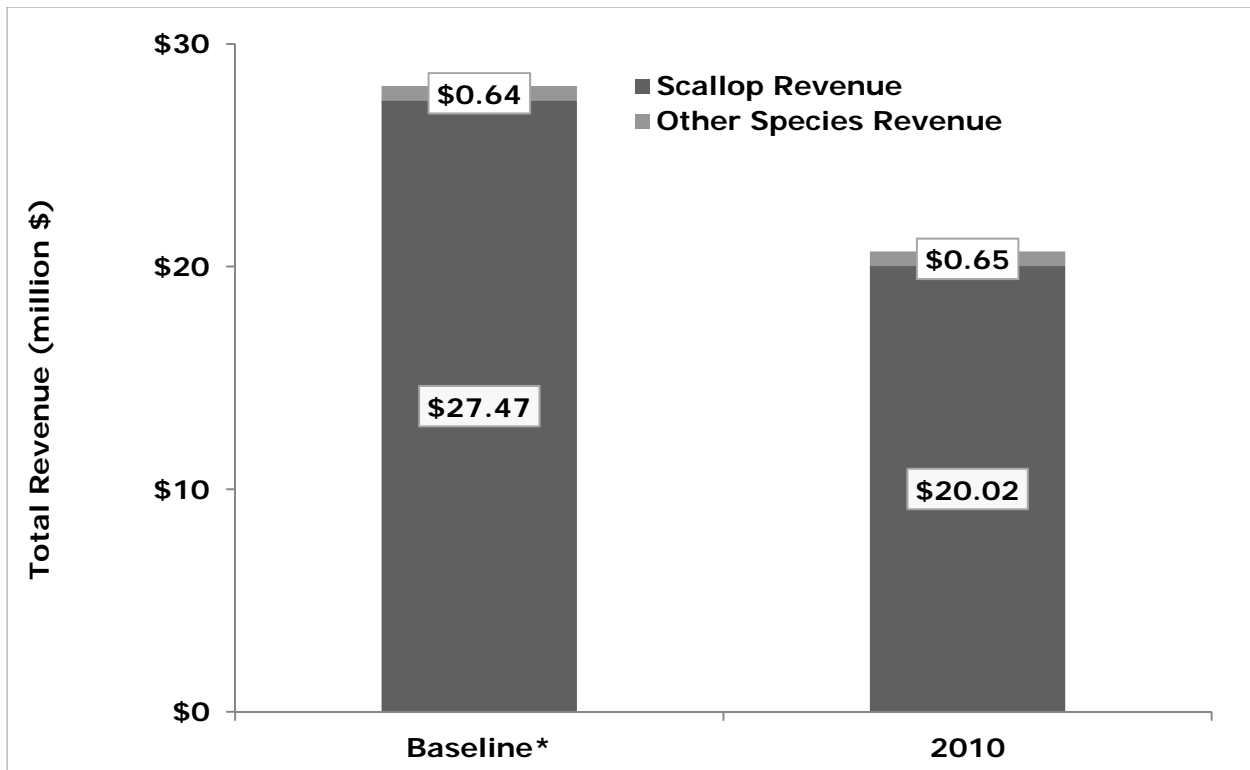 Total Revenue (million $)
$30
$20
$10
$0
Scallop Revenue
Other Species Revenue
$0.64
$27.47
$0.65
$20.02
Baseline*
2010